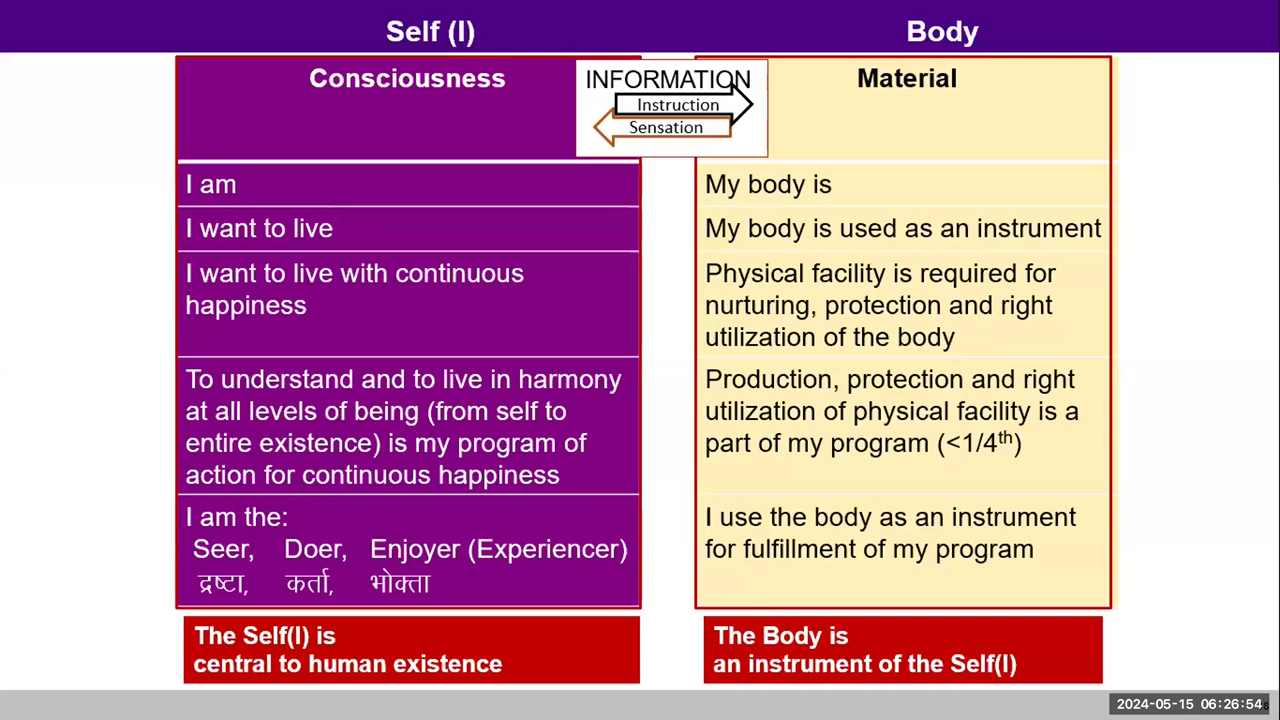 Self (I)
Body
Consciousness
INFORMATION
Instruction
Sensation
Material
I am
My body is
I want to live
My body is used as an instrument
I want to live with continuous
happiness
Physical facility is required for
nurturing, protection and right
utilization of the body
To understand and to live in harmony
at all levels of being (from self to
entire existence) is my program of
action for continuous happiness
Production, protection and right
utilization of physical facility is a
part of my program (<1/4th)
I am the:
Seer, Doer, Enjoyer (Experiencer)
द्रष्टा, कर्ता, भोक्ता
I use the body as an instrument
for fulfillment of my program
The Self(I) is
central to human existence
The Body is
an instrument of the Self(I)
2024-05-15 06:26:54